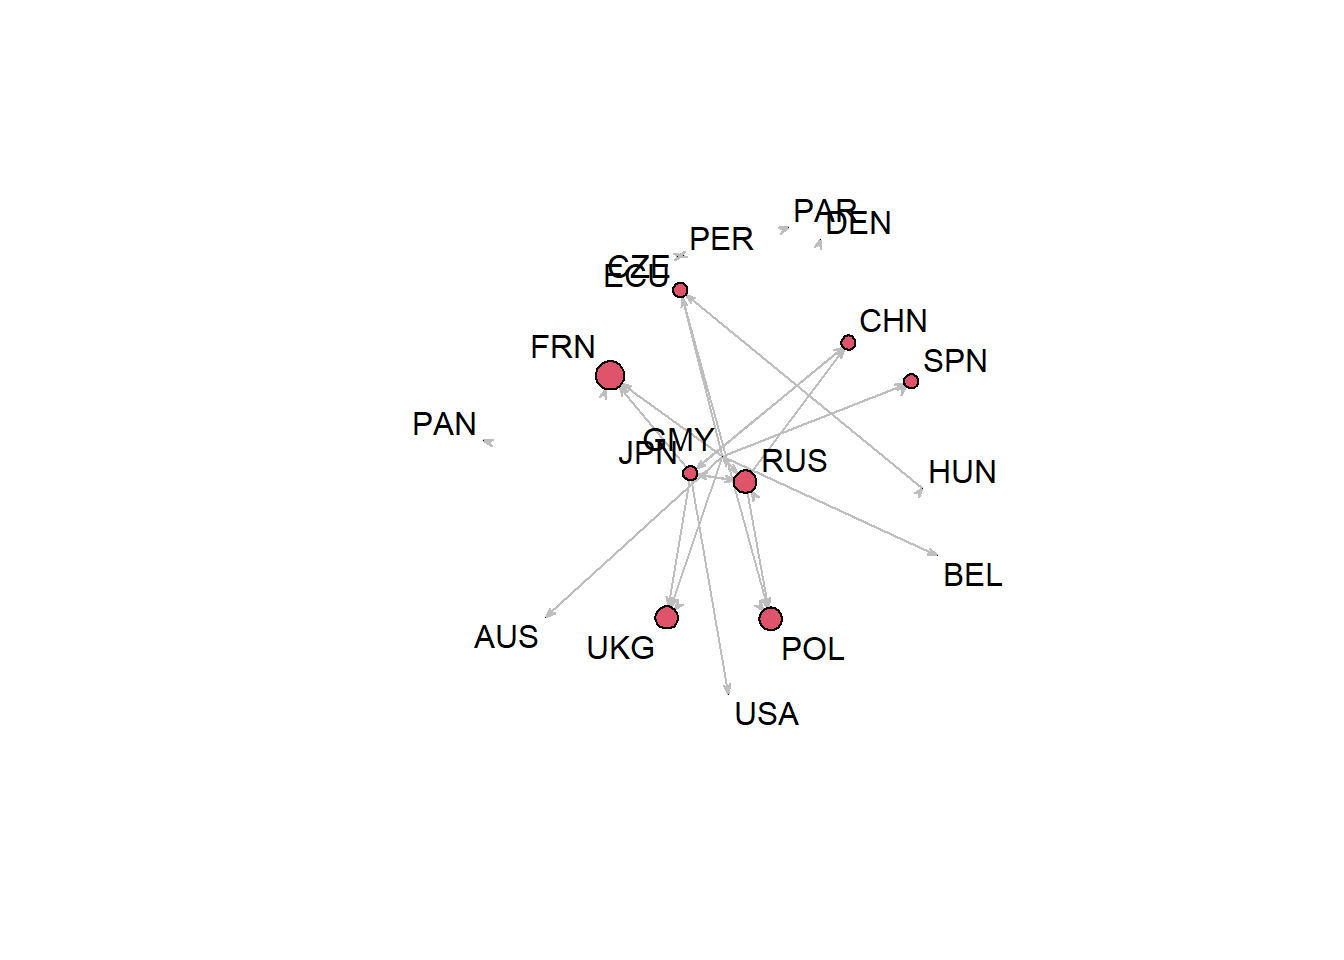 PAR
DEN
PER
CZE
ECU
CHN
FRN
SPN
PAN
GMY
JPN
RUS
HUN
BEL
AUS
UKG
POL
USA